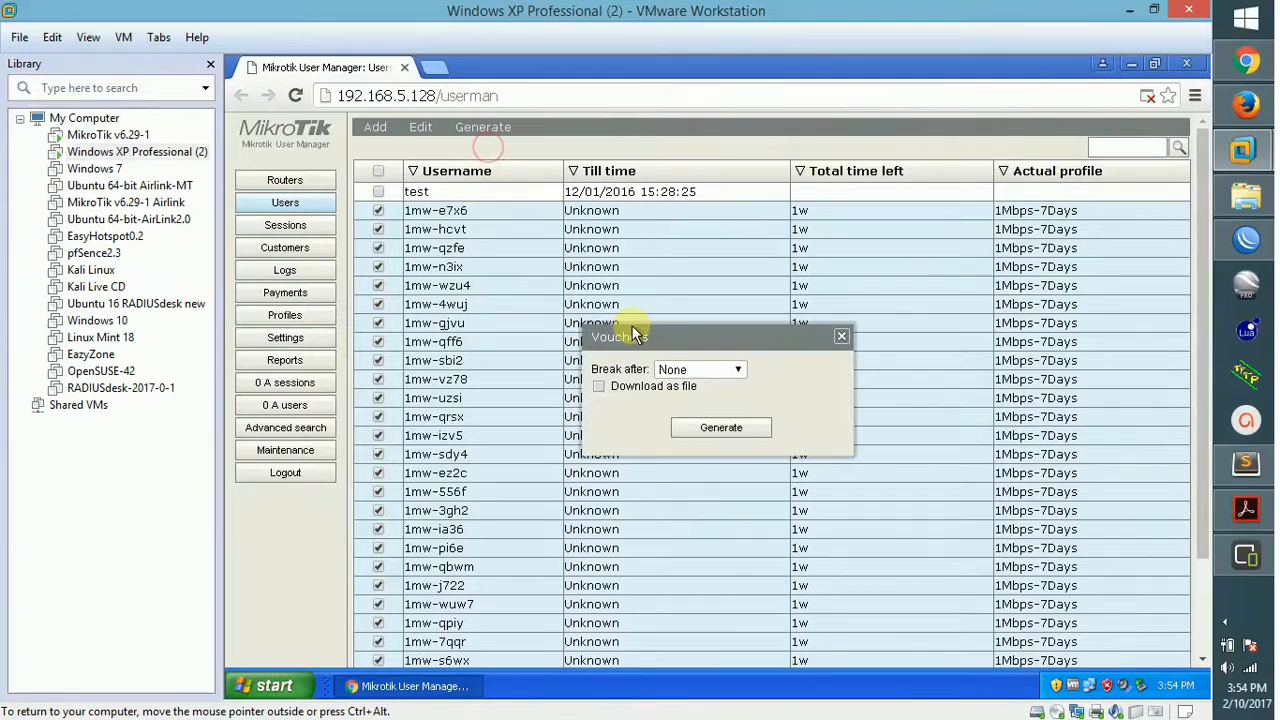 Windows XP Professional (2) - VMware Workstation
File Edit View VM Tabs Help
Library
Type here to search
My Computer
MikroTik v6.29-1
Windows XP Professional (2)
Windows 7
Ubuntu 64-bit Airlink-MT
MikroTik v6.29-1 Airlink
Ubuntu 64-bit-AirLink2.0
EasyHotspot0.2
pfSence2.3
Kali Linux
Kali Live CD
Ubuntu 16 RADIUSdesk new
Windows 10
Linux Mint 18
EasyZone
OpenSUSE-42
RADIUSdesk-2017-0-1
Shared VMs
Mikrotik User Manager: User
192.168.5.128/userman
MikroTik
Mikrotik User Manager
Routers
Users
Sessions
Customers
Logs
Payments
Profiles
Settings
Reports
0 A sessions
0 A users
Advanced search
Maintenance
Logout
Add Edit Generate
Username Till time Total time left Actual profile
test 12/01/2016 15:28:25
1mw-e7x6 Unknown 1w 1Mbps-7Days
1mw-hcvt Unknown 1w 1Mbps-7Days
1mw-qzfe Unknown 1w 1Mbps-7Days
1mw-n3ix Unknown 1w 1Mbps-7Days
1mw-wzu4 Unknown 1w 1Mbps-7Days
1mw-4wuj Unknown 1w 1Mbps-7Days
1mw-gjvu Unknown 1w 1Mbps-7Days
1mw-qff6 1w 1Mbps-7Days
1mw-sbi2 1w 1Mbps-7Days
1mw-vz78 1w 1Mbps-7Days
1mw-uzsi 1w 1Mbps-7Days
1mw-qrsx 1w 1Mbps-7Days
1mw-izv5 1w 1Mbps-7Days
1mw-sdy4 Unknown 1w 1Mbps-7Days
1mw-ez2c Unknown 1w 1Mbps-7Days
1mw-556f Unknown 1w 1Mbps-7Days
1mw-3gh2 Unknown 1w 1Mbps-7Days
1mw-ia36 Unknown 1w 1Mbps-7Days
1mw-pi6e Unknown 1w 1Mbps-7Days
1mw-qbwm Unknown 1w 1Mbps-7Days
1mw-j722 Unknown 1w 1Mbps-7Days
1mw-wuw7 Unknown 1w 1Mbps-7Days
1mw-qpiy Unknown 1w 1Mbps-7Days
1mw-7qqr Unknown 1w 1Mbps-7Days
1mw-s6wx Unknown 1w 1Mbps-7Days
Vouchers
Break after: None
Download as file
Generate
start
Mikrotik User Manage...
3:54 PM
To return to your computer, move the mouse pointer outside or press Ctrl+Alt.
3:54 PM
2/10/2017